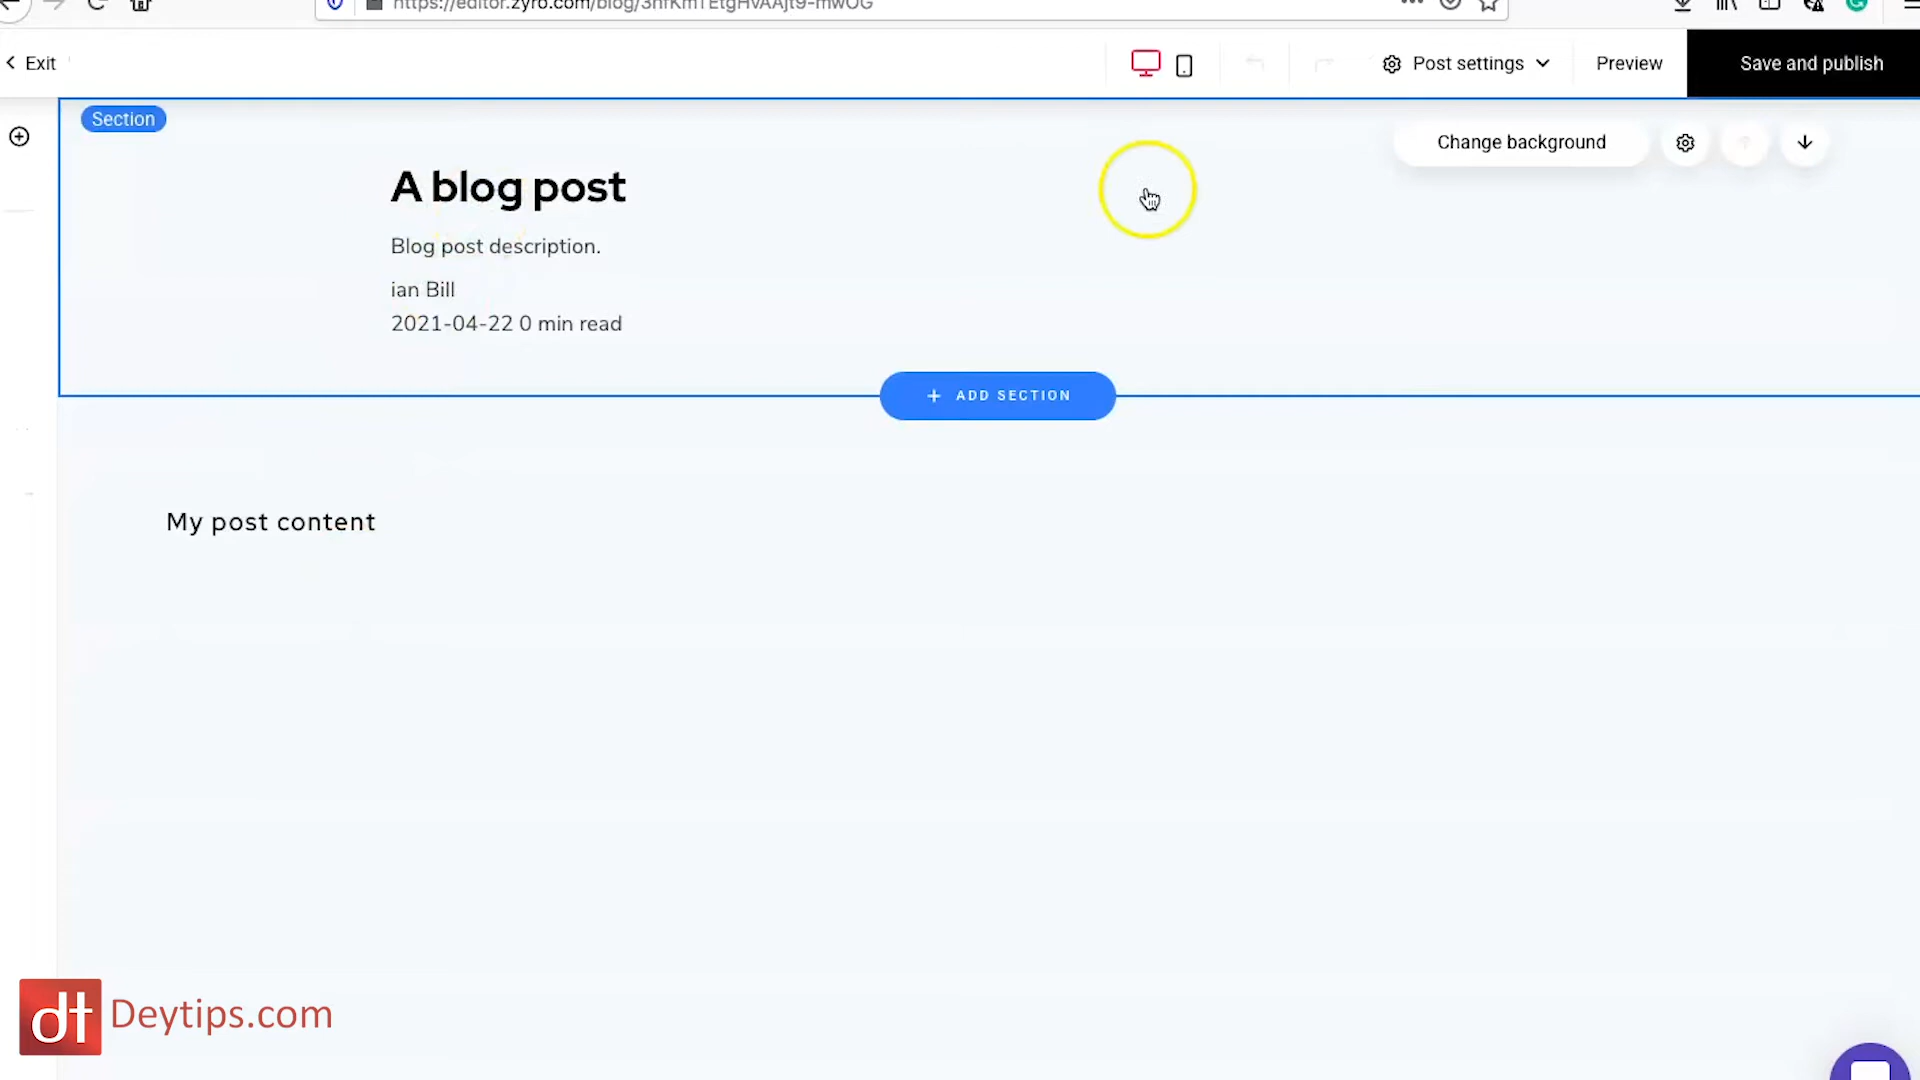 Exit
Post settings
Preview
Save and publish
Section
Change background
A blog post
Blog post description.
ian Bill
2021-04-22 0 min read
+ ADD SECTION
My post content
dt Deytips.com